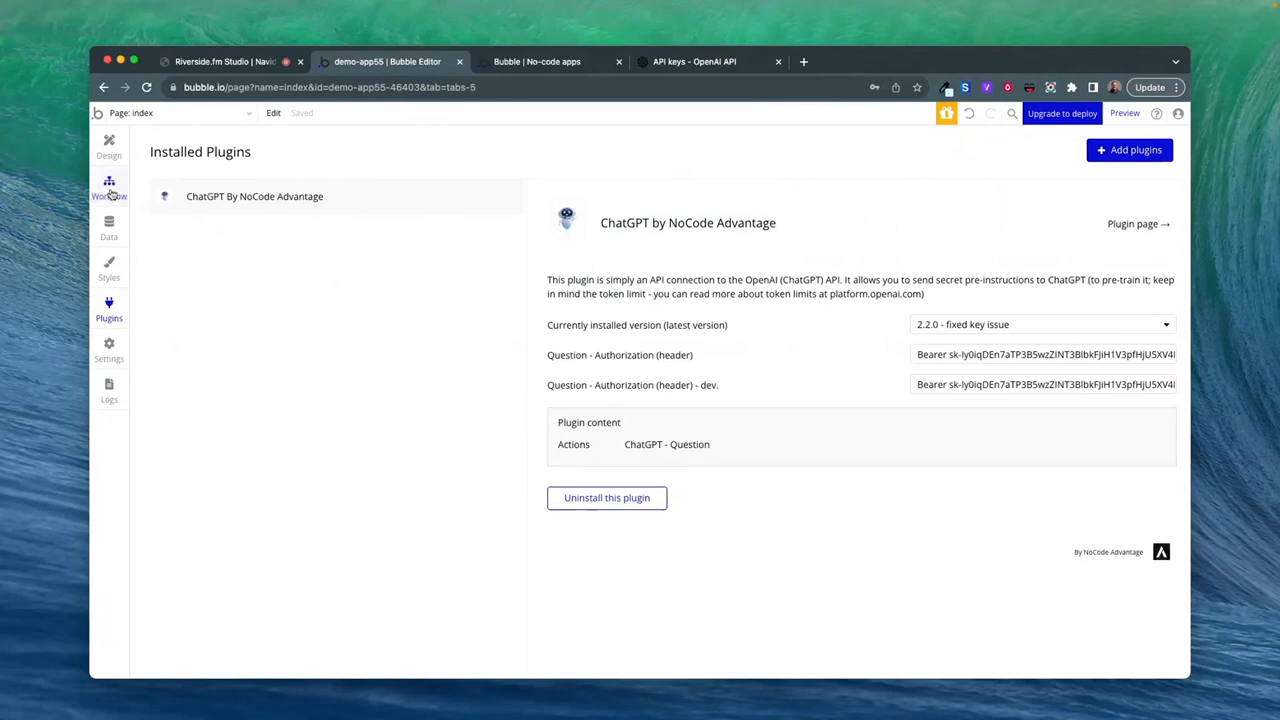 Riverside.fm Studio | Navid
demo-app55 | Bubble Editor
Bubble | No-code apps
API keys - OpenAI API
bubble.io/page?name=index&id=demo-app55-46403&tab=tabs-5
Update
Page: index
Edit
Saved
Upgrade to deploy
Preview
Design
Workflow
Data
Styles
Plugins
Settings
Logs
Installed Plugins
Add plugins
ChatGPT By NoCode Advantage
ChatGPT by NoCode Advantage
Plugin page →
This plugin is simply an API connection to the OpenAI (ChatGPT) API. It allows you to send secret pre-instructions to ChatGPT (to pre-train it; keep
in mind the token limit - you can read more about token limits at platform.openai.com)
Currently installed version (latest version)
2.2.0 - fixed key issue
Question - Authorization (header)
Bearer
Question - Authorization (header) - dev.
Bearer
Plugin content
Actions
ChatGPT - Question
Uninstall this plugin
By NoCode Advantage